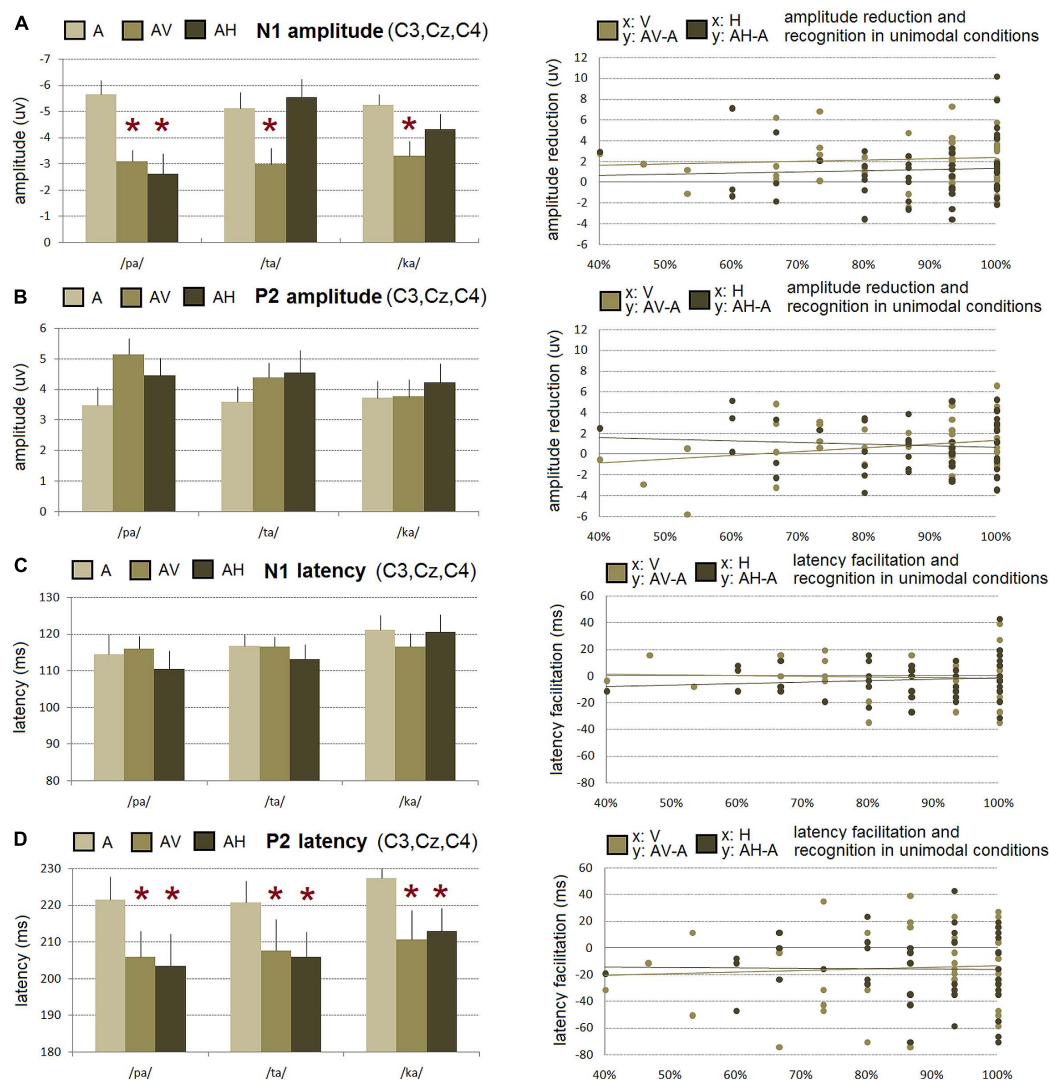 A
A AV AH N1 amplitude (C3,Cz,C4)
-7
-6
-5
-4
-3
-2
-1
0
amplitude (uv)
* * * *
/pa/ /ta/ /ka/
x: V x: H amplitude reduction and
y: AV-A y: AH-A recognition in unimodal conditions
12
10
8
6
4
2
0
-2
-4
-6
amplitude reduction (uv)
40% 50% 60% 70% 80% 90% 100%
B
A AV AH P2 amplitude (C3,Cz,C4)
6
5
4
3
2
1
0
amplitude (uv)
/pa/ /ta/ /ka/
x: V x: H amplitude reduction and
y: AV-A y: AH-A recognition in unimodal conditions
12
10
8
6
4
2
0
-2
-4
-6
amplitude reduction (uv)
40% 50% 60% 70% 80% 90% 100%
C
A AV AH N1 latency (C3,Cz,C4)
130
120
110
100
90
80
latency (ms)
/pa/ /ta/ /ka/
x: V x: H latency facilitation and
y: AV-A y: AH-A recognition in unimodal conditions
60
40
20
0
-20
-40
-60
-80
latency facilitation (ms)
40% 50% 60% 70% 80% 90% 100%
D
A AV AH P2 latency (C3,Cz,C4)
230
220
210
200
190
180
latency (ms)
* * * * * *
/pa/ /ta/ /ka/
x: V x: H latency facilitation and
y: AV-A y: AH-A recognition in unimodal conditions
60
40
20
0
-20
-40
-60
-80
latency facilitation (ms)
40% 50% 60% 70% 80% 90% 100%